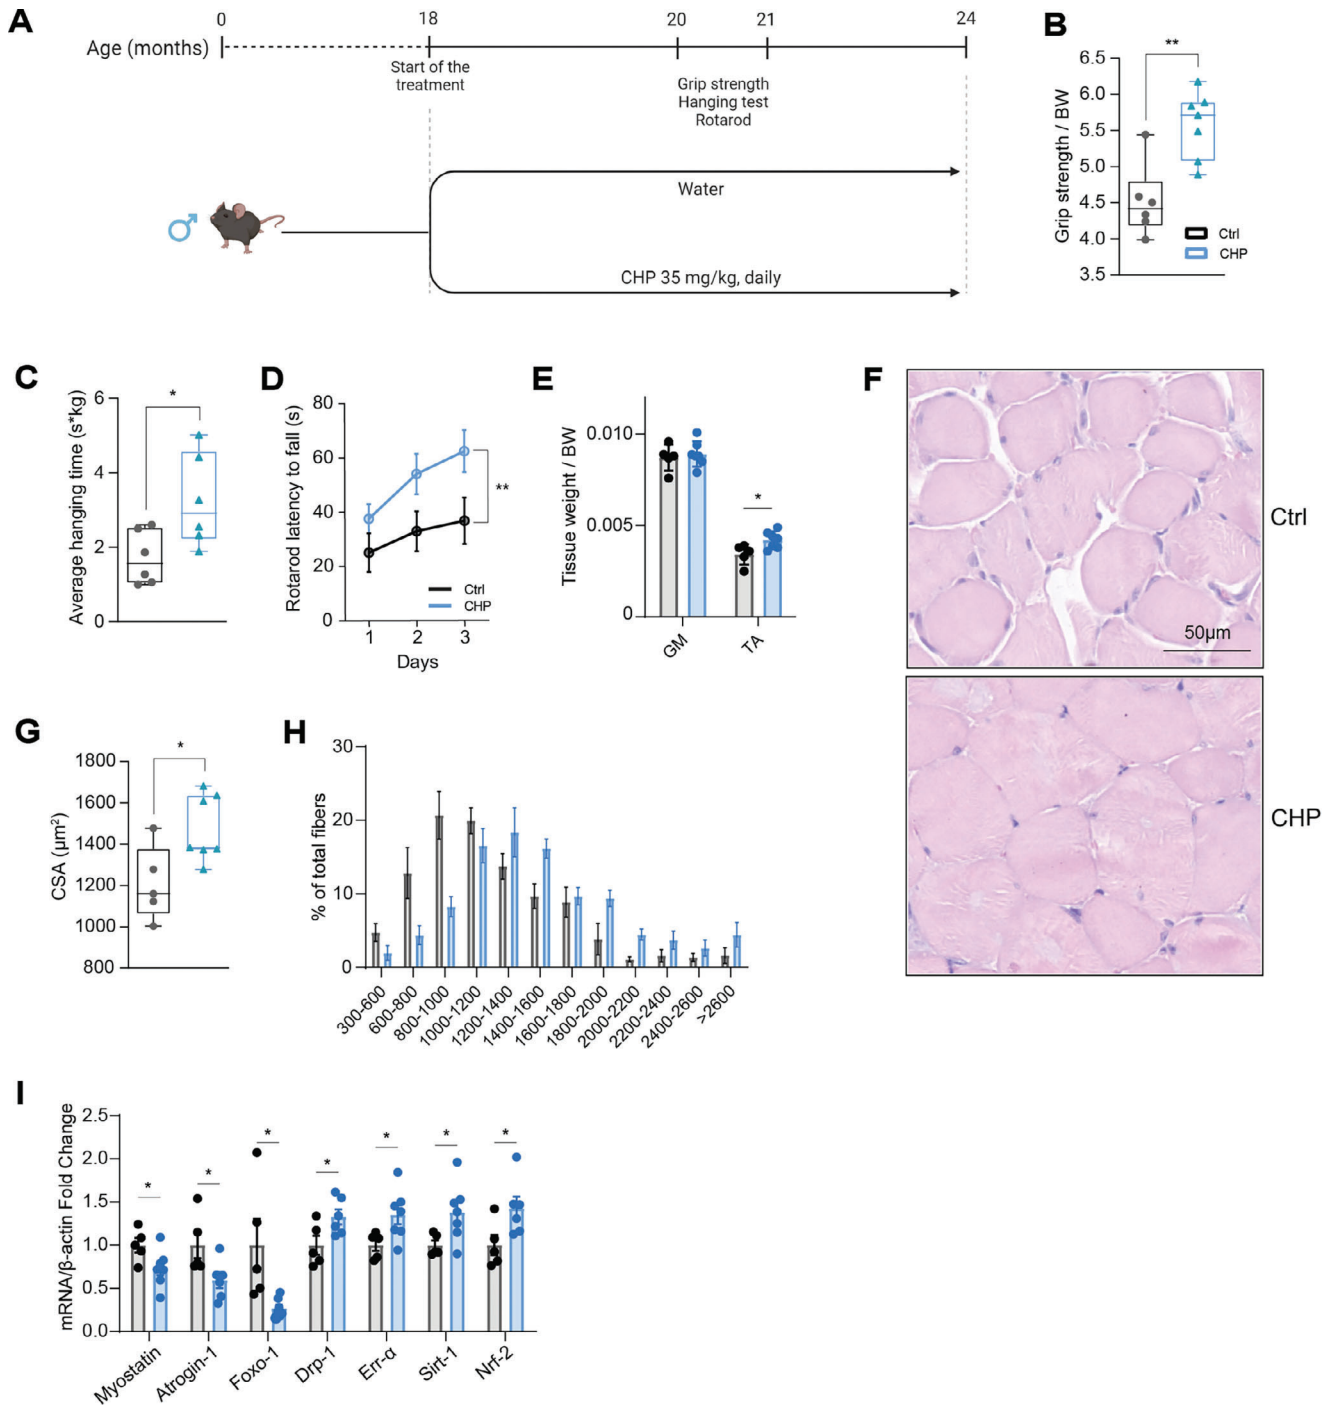 A
0
18
20
21
24
Age (months)
Start of the
treatment
Grip strength
Hanging test
Rotarod
Water
CHP 35 mg/kg, daily
B
**
6.5
6.0
5.5
5.0
4.5
4.0
3.5
Grip strength / BW
Ctrl
CHP
C
*
6
4
2
0
Average hanging time (s*kg)
D
80
60
40
20
0
Rotarod latency to fall (s)
**
Ctrl
CHP
1
2
3
Days
E
0.010
0.005
0
Tissue weight / BW
*
GM
TA
F
Ctrl
50µm
CHP
G
*
1800
1600
1400
1200
1000
800
CSA (µm²)
H
30
20
10
0
% of total fibers
300-600
600-800
800-1000
1000-1200
1200-1400
1400-1600
1600-1800
1800-2000
2000-2200
2200-2400
2400-2600
>2600
I
2.5
2.0
1.5
1.0
0.5
0.0
mRNA/β-actin Fold Change
*
*
*
*
*
*
*
Myostatin
Atrogin-1
Foxo-1
Drp-1
Err-α
Sirt-1
Nrf-2